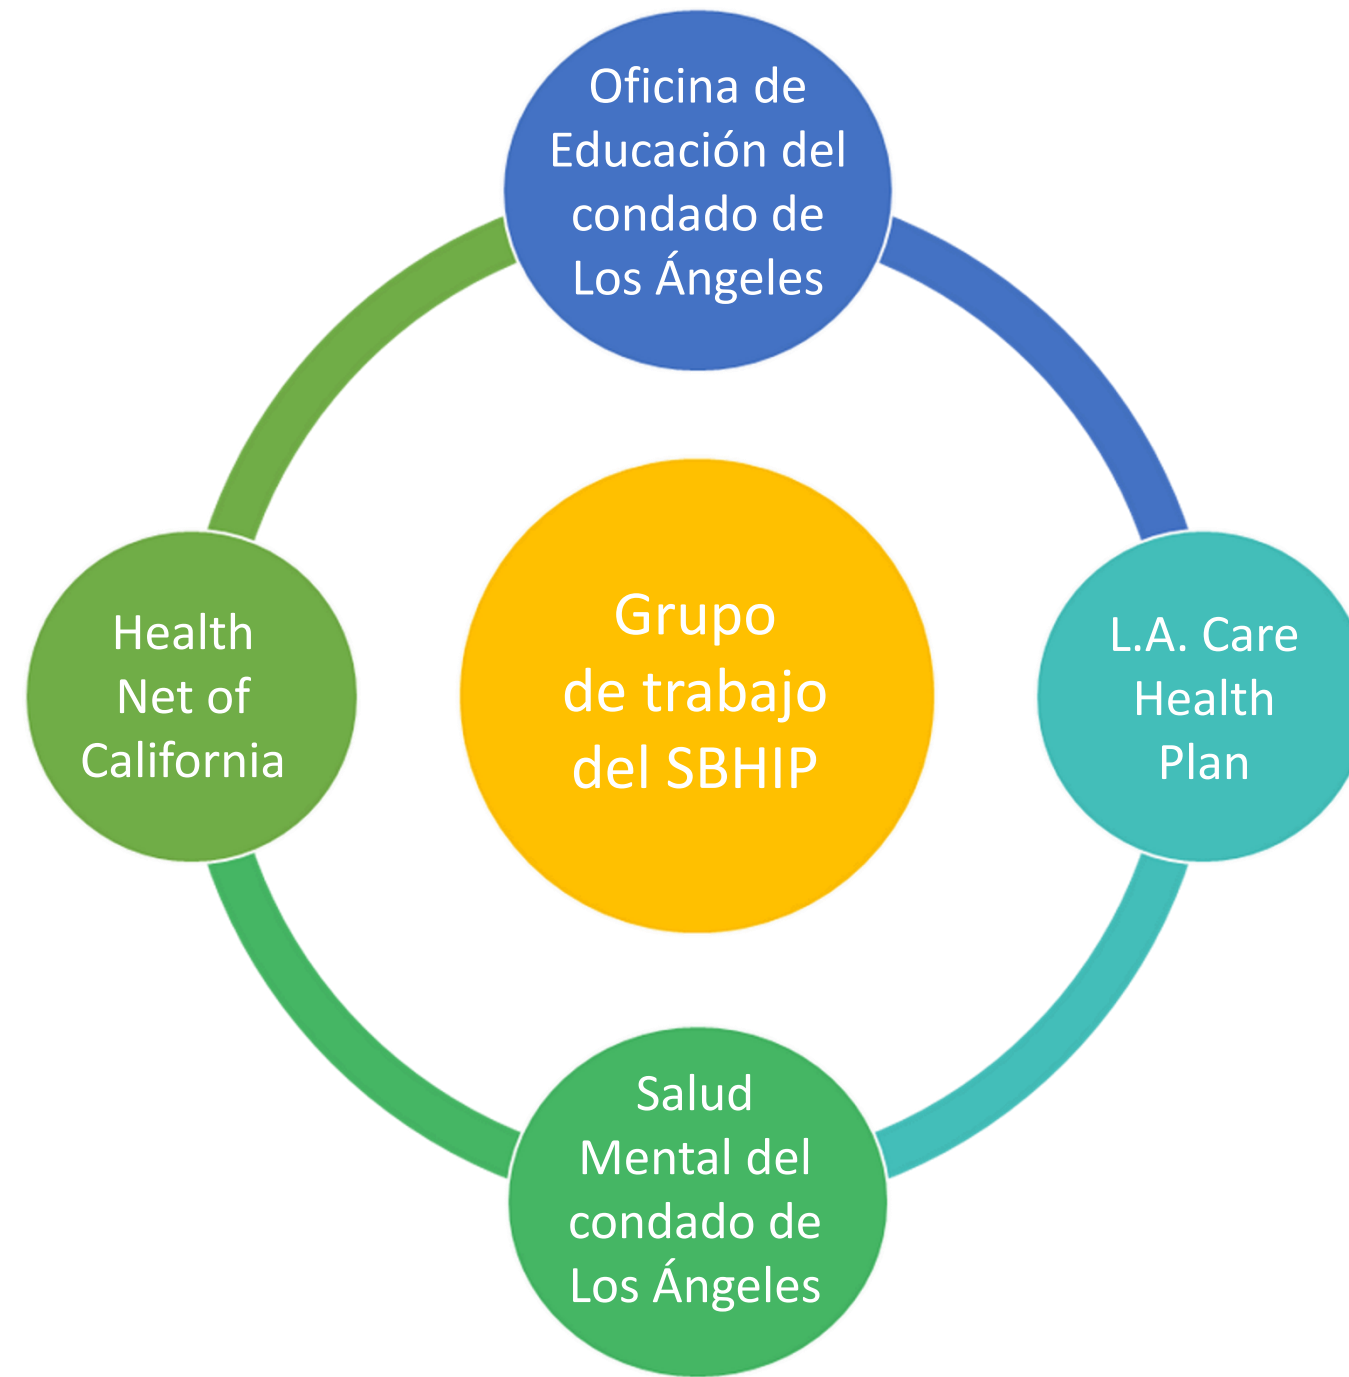 Oficina de
Educación del
condado de
Los Ángeles
Health
Net of
California
Grupo
de trabajo
del SBHIP
L.A. Care
Health
Plan
Salud
Mental del
condado de
Los Ángeles